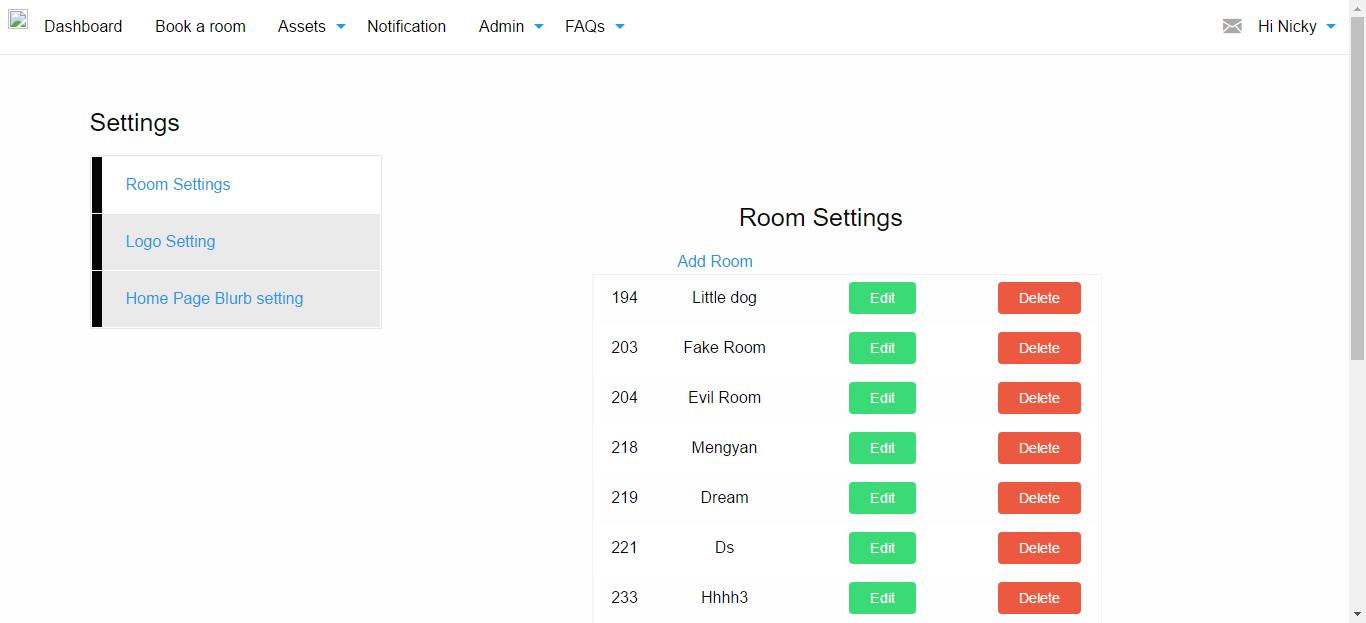 Dashboard Book a room Assets Notification Admin FAQs Hi Nicky
Settings
Room Settings
Logo Setting
Home Page Blurb setting
Room Settings
Add Room
194 Little dog Edit Delete
203 Fake Room Edit Delete
204 Evil Room Edit Delete
218 Mengyan Edit Delete
219 Dream Edit Delete
221 Ds Edit Delete
233 Hhhh3 Edit Delete